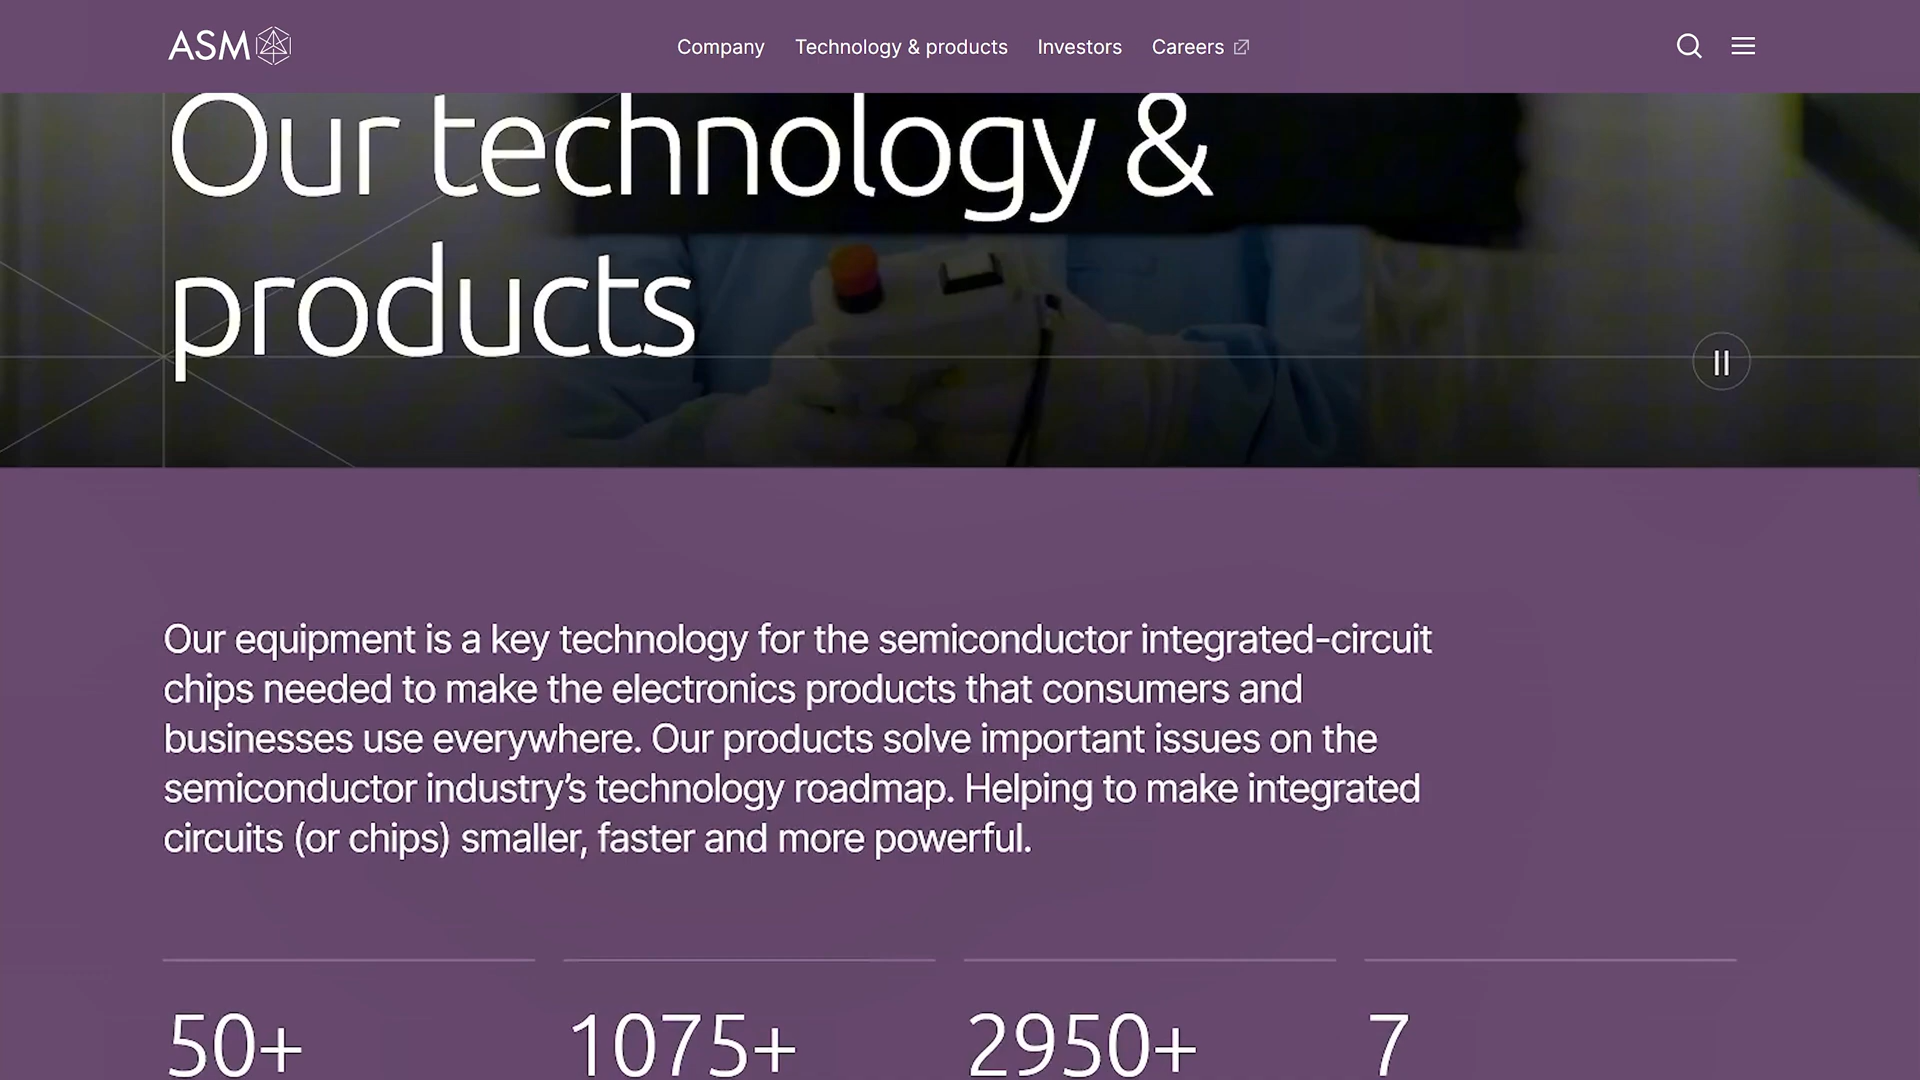 ASM
Company Technology & products Investors Careers
Our technology &
products
Our equipment is a key technology for the semiconductor integrated-circuit
chips needed to make the electronics products that consumers and
businesses use everywhere. Our products solve important issues on the
semiconductor industry’s technology roadmap. Helping to make integrated
circuits (or chips) smaller, faster and more powerful.
50+ 1075+ 2950+ 7